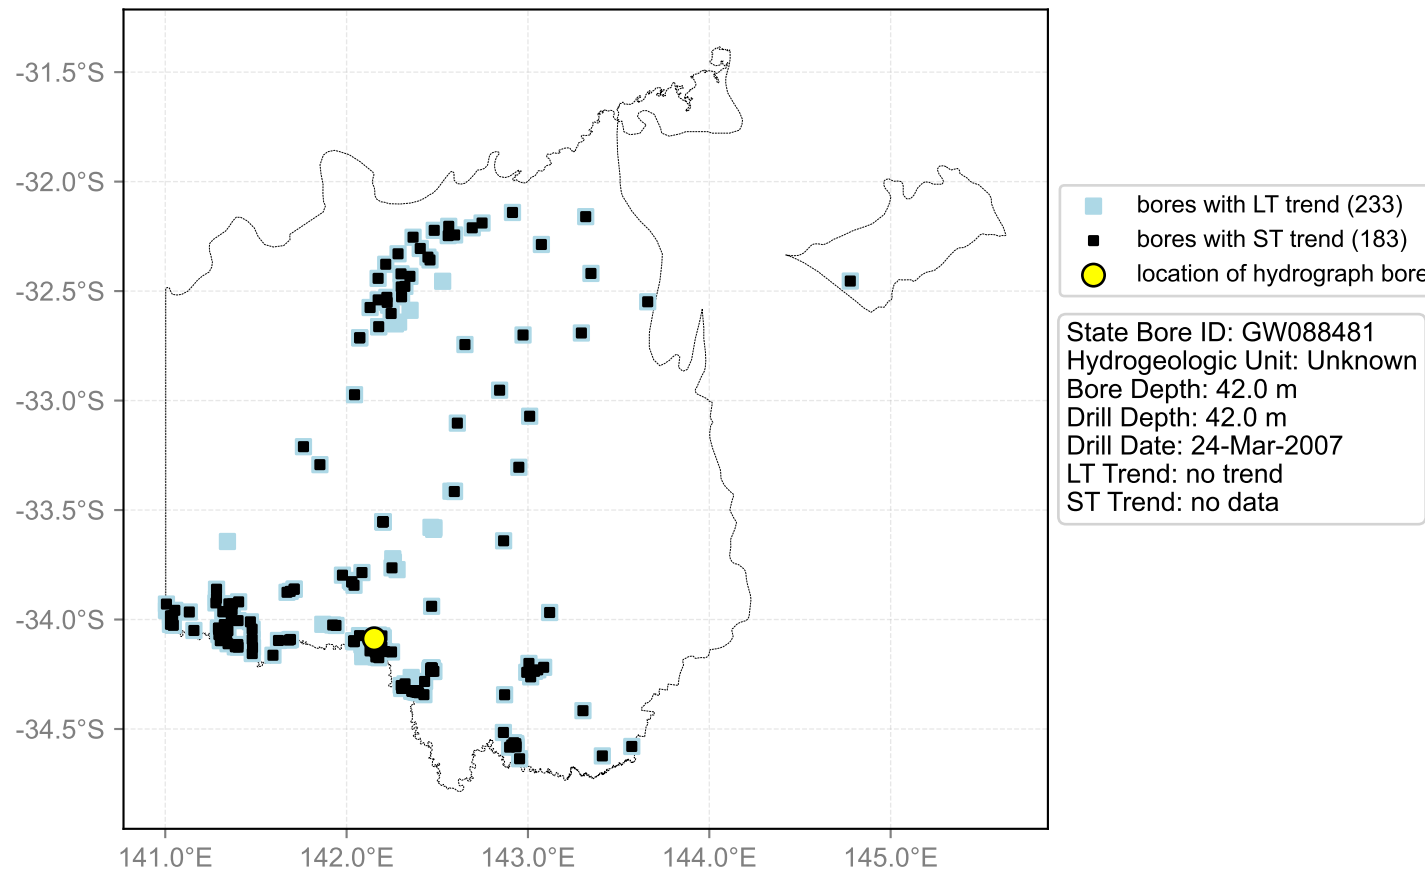 -31.5°S
-32.0°S
-32.5°S
-33.0°S
-33.5°S
-34.0°S
-34.5°S
141.0°E 142.0°E 143.0°E 144.0°E 145.0°E
bores with LT trend (233)
bores with ST trend (183)
location of hydrograph bore
State Bore ID: GW088481
Hydrogeologic Unit: Unknown
Bore Depth: 42.0 m
Drill Depth: 42.0 m
Drill Date: 24-Mar-2007
LT Trend: no trend
ST Trend: no data